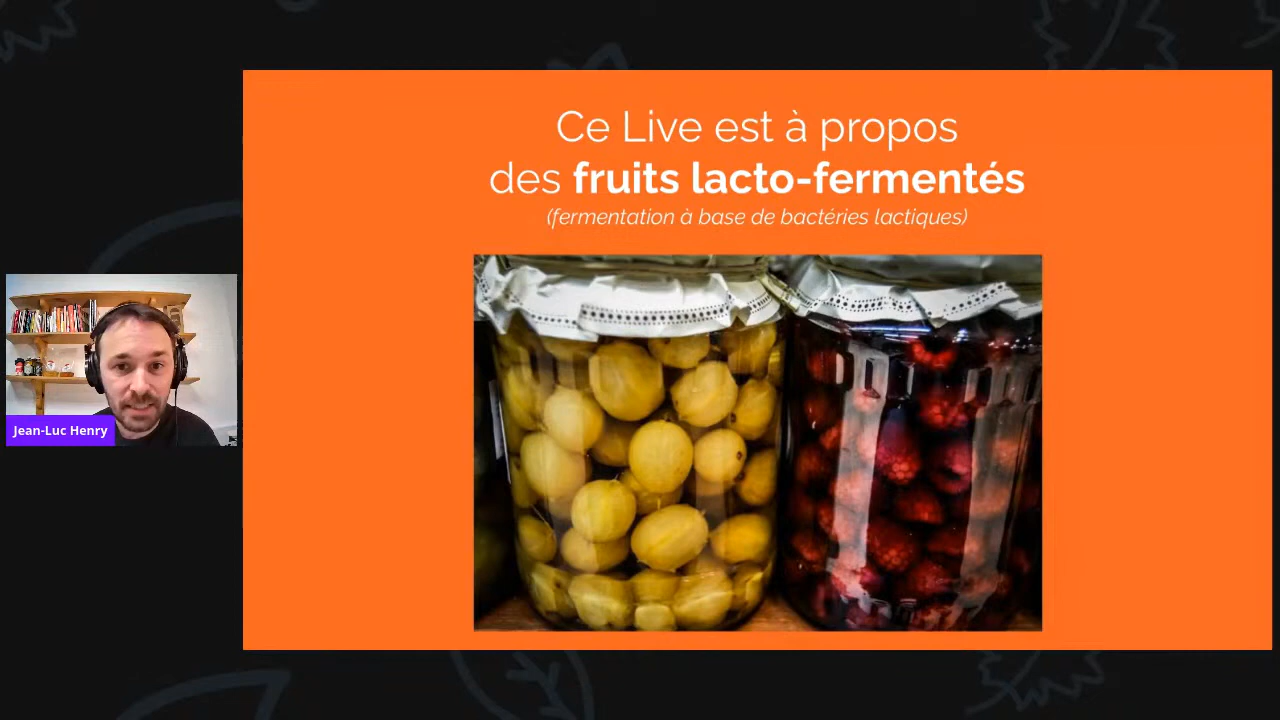 Ce Live est à propos
des fruits lacto-fermentés
(fermentation à base de bactéries lactiques)
Jean-Luc Henry